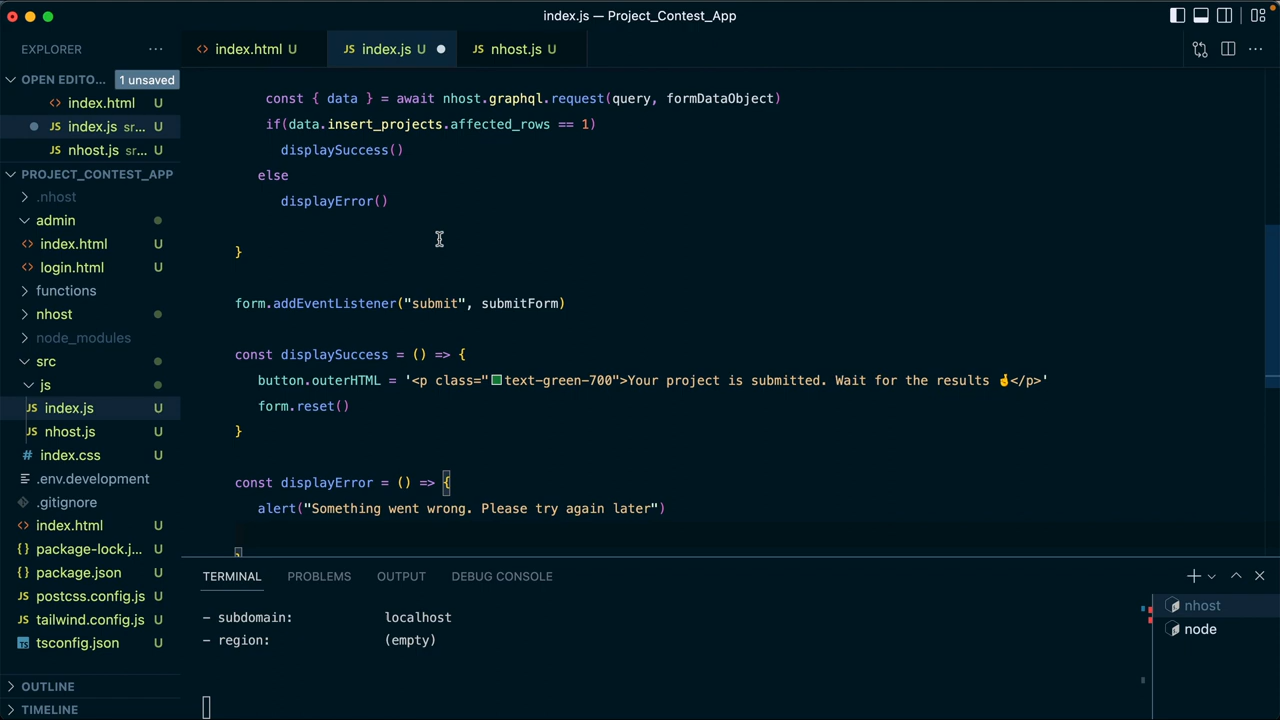 index.js — Project_Contest_App
EXPLORER
OPEN EDITO... 1 unsaved
index.html U
index.js sr... U
nhost.js sr... U
PROJECT_CONTEST_APP
.nhost
admin
index.html U
login.html U
functions
nhost
node_modules
src
js
JS index.js U
JS nhost.js U
# index.css U
.env.development
.gitignore
index.html U
{} package-lock.j... U
{} package.json U
postcss.config.js U
tailwind.config.js U
TS tsconfig.json U
OUTLINE
TIMELINE
index.html U
JS index.js U
JS nhost.js U
const { data } = await nhost.graphql.request(query, formDataObject)
if(data.insert_projects.affected_rows == 1)
displaySuccess()
else
displayError()
}
form.addEventListener("submit", submitForm)
const displaySuccess = () => {
button.outerHTML = '<p class="text-green-700">Your project is submitted. Wait for the results 🤞</p>'
form.reset()
}
const displayError = () => {
alert("Something went wrong. Please try again later")
}
TERMINAL PROBLEMS OUTPUT DEBUG CONSOLE
- subdomain: localhost
- region: (empty)
nhost
node